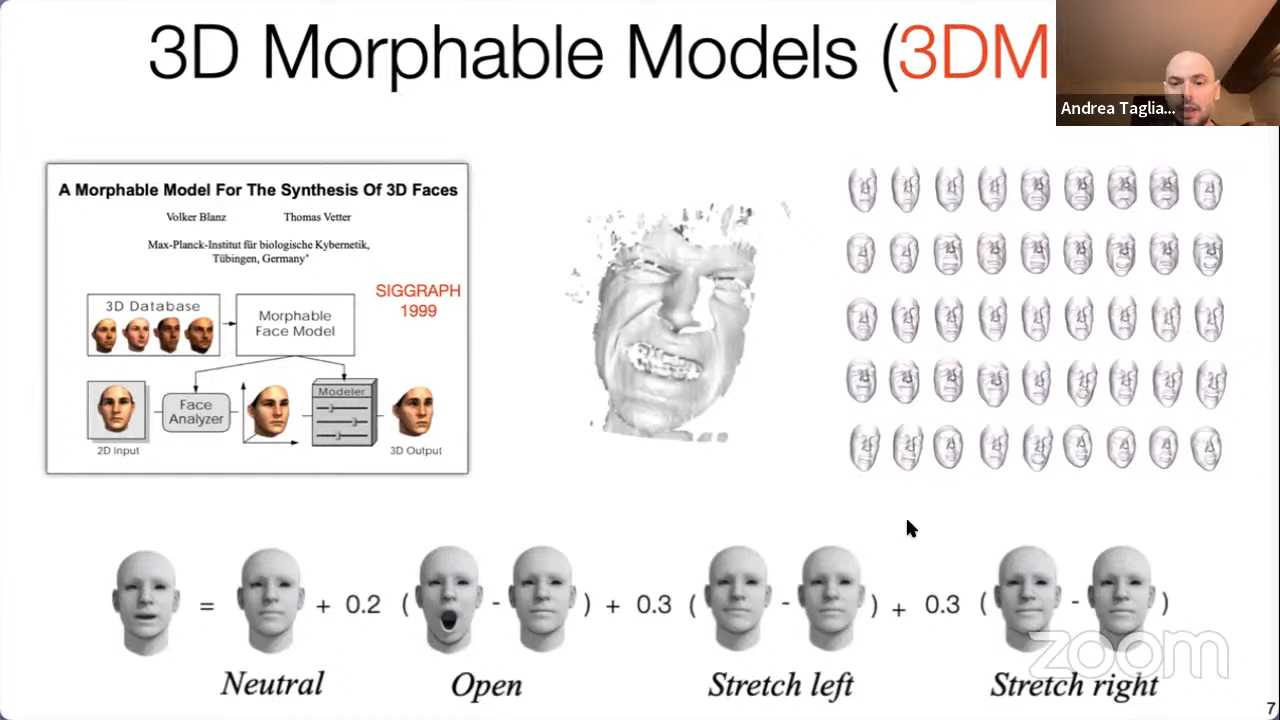 3D Morphable Models (3DM
Andrea Taglia...
A Morphable Model For The Synthesis Of 3D Faces
Volker Blanz Thomas Vetter
Max-Planck-Institut für biologische Kybernetik,
Tübingen, Germany*
SIGGRAPH
1999
3D Database
Morphable
Face Model
Face
Analyzer
Modeler
2D Input
3D Output
= + 0.2 ( - ) + 0.3 ( - ) + 0.3 ( - )
Neutral Open Stretch left Stretch right
zoom
7